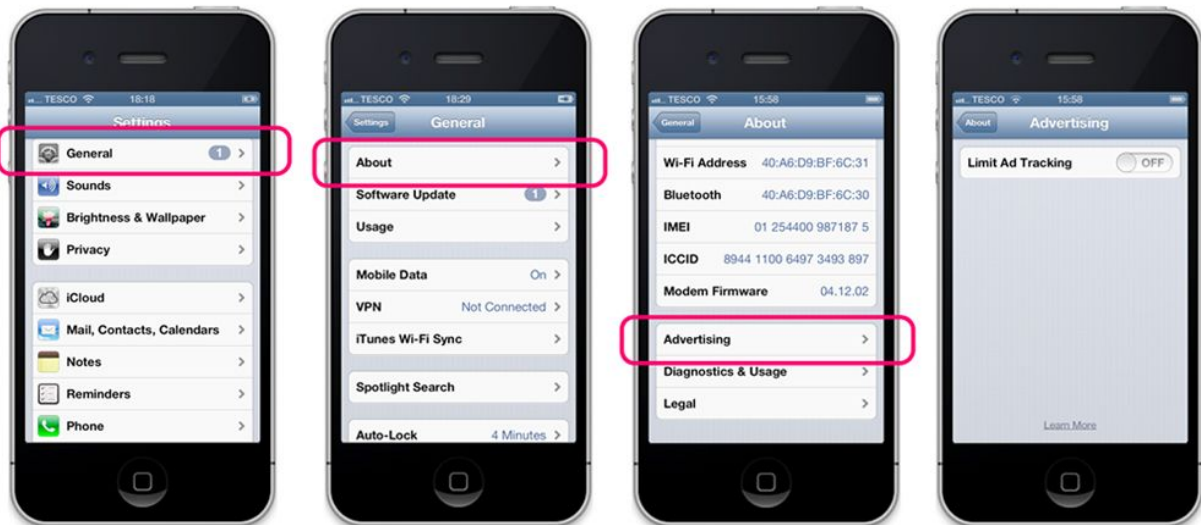 TESCO 18:18
Settings
General 1
Sounds
Brightness & Wallpaper
Privacy
iCloud
Mail, Contacts, Calendars
Notes
Reminders
Phone
TESCO 18:29
Settings General
About
Software Update 1
Usage
Mobile Data On
VPN Not Connected
iTunes Wi-Fi Sync
Spotlight Search
Auto-Lock 4 Minutes
TESCO 15:58
General About
Wi-Fi Address 40:A6:D9:BF:6C:31
Bluetooth 40:A6:D9:BF:6C:30
IMEI 01 254400 987187 5
ICCID 8944 1100 6497 3493 897
Modem Firmware 04.12.02
Advertising
Diagnostics & Usage
Legal
TESCO 15:58
About Advertising
Limit Ad Tracking OFF
Learn More